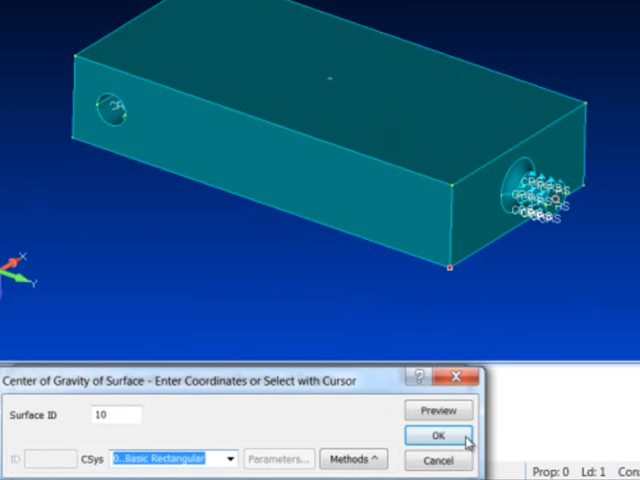 X
Y
Center of Gravity of Surface - Enter Coordinates or Select with Cursor
?
Preview
Surface ID 10
OK
ID CSys 0..Basic Rectangular Parameters... Methods ^ Cancel
Prop: 0 Ld: 1